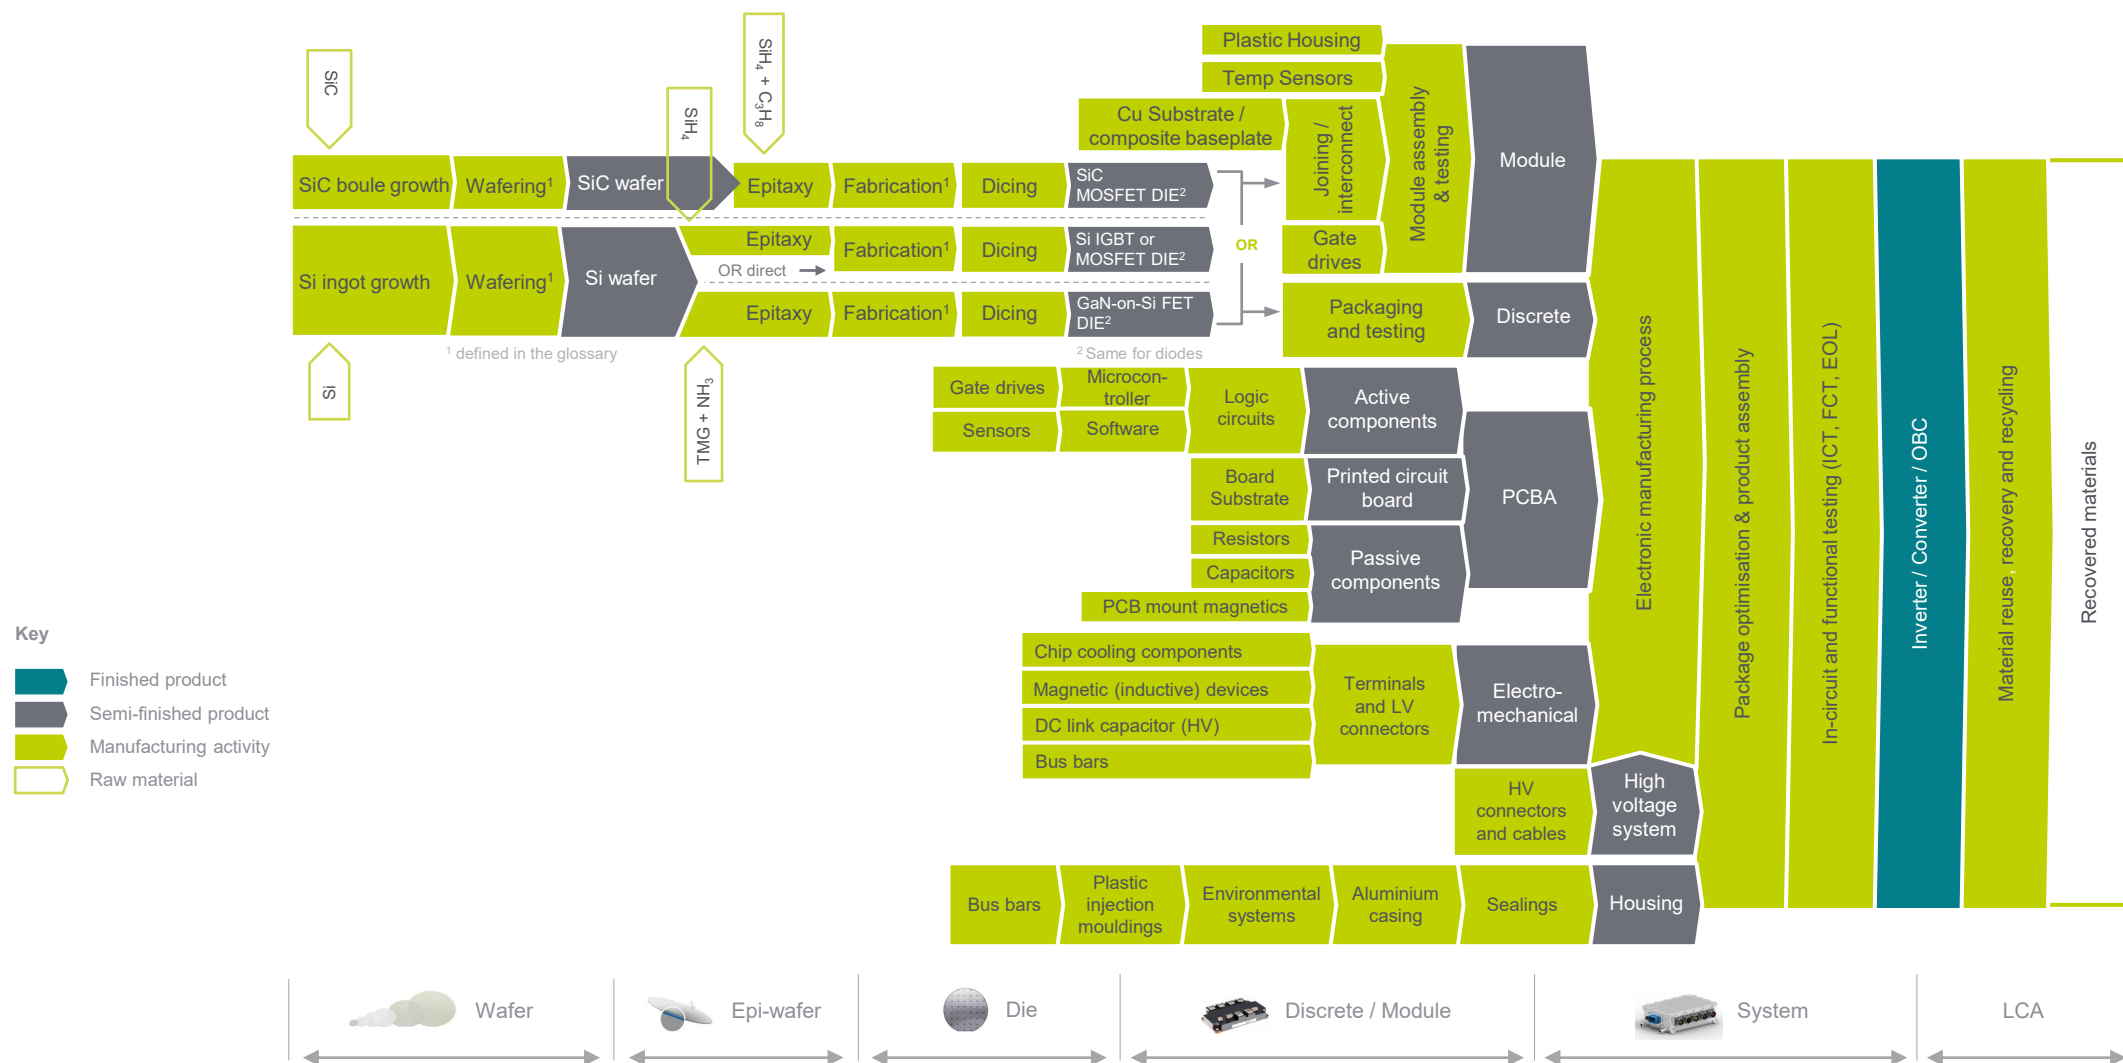 SiC
SiH₄
SiH₄ + C₃H₈
SiC boule growth
Wafering¹
SiC wafer
Epitaxy
Fabrication¹
Dicing
SiC
MOSFET DIE²
Si ingot growth
Wafering¹
Si wafer
Epitaxy
OR direct
Fabrication¹
Dicing
Si IGBT or
MOSFET DIE²
Epitaxy
Fabrication¹
Dicing
GaN-on-Si FET
DIE²
OR
Si
TMG + NH₃
¹ defined in the glossary
² Same for diodes
Plastic Housing
Temp Sensors
Cu Substrate /
composite baseplate
Joining /
interconnect
Gate
drives
Module assembly
& testing
Module
Packaging
and testing
Discrete
Gate drives
Sensors
Microcon-
troller
Software
Logic
circuits
Active
components
Board
Substrate
Printed circuit
board
Resistors
Capacitors
PCB mount magnetics
Passive
components
PCBA
Chip cooling components
Magnetic (inductive) devices
DC link capacitor (HV)
Bus bars
Terminals
and LV
connectors
Electro-
mechanical
HV
connectors
and cables
High
voltage
system
Bus bars
Plastic
injection
mouldings
Environmental
systems
Aluminium
casing
Sealings
Housing
Electronic manufacturing process
Package optimisation & product assembly
In-circuit and functional testing (ICT, FCT, EOL)
Inverter / Converter / OBC
Material reuse, recovery and recycling
Recovered materials
Key
Finished product
Semi-finished product
Manufacturing activity
Raw material
Wafer
Epi-wafer
Die
Discrete / Module
System
LCA